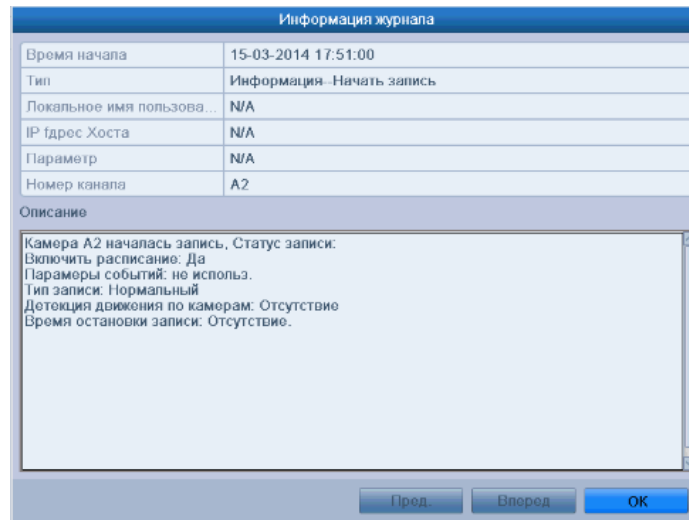 Информация журнала
Время начала 15-03-2014 17:51:00
Тип Информация--Начать запись
Локальное имя пользова... N/A
IP fдрес Хоста N/A
Параметр N/A
Номер канала A2
Описание
Камера A2 началась запись, Статус записи:
Включить расписание: Да
Парамеры событий: не использ.
Тип записи: Нормальный
Детекция движения по камерам: Отсутствие
Время остановки записи: Отсутствие.
Пред. Вперед OK